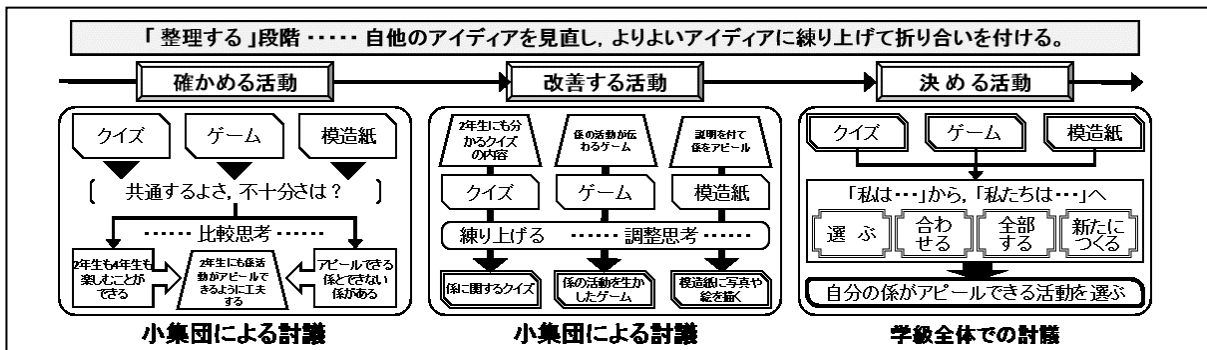 「整理する」段階 ‥‥‥ 自他のアイディアを見直し，よりよいアイディアに練り上げて折り合いを付ける。
確かめる活動
クイズ
ゲーム
模造紙
共通するよさ，不十分さは？
‥‥‥ 比較思考 ‥‥‥
2年生も4年生も
楽しむことが
できる
2年生にも係活
動がアピールで
きるように工夫
する
アピールできる
係とできない
係がある
小集団による討議
改善する活動
2年生にも分
かるクイズ
の内容
係の活動が伝
わるゲーム
説明を付て
係をアピール
クイズ
ゲーム
模造紙
練り上げる ‥‥‥ 調整思考 ‥‥‥
係に関するクイズ
係の活動を生か
したゲーム
模造紙に写真や
絵を描く
小集団による討議
決める活動
クイズ
ゲーム
模造紙
「私は‥‥」から，「私たちは‥‥」へ
選 ぶ
合わ
せる
全部
する
新たに
つくる
自分の係がアピールできる活動を選ぶ
学級全体での討議